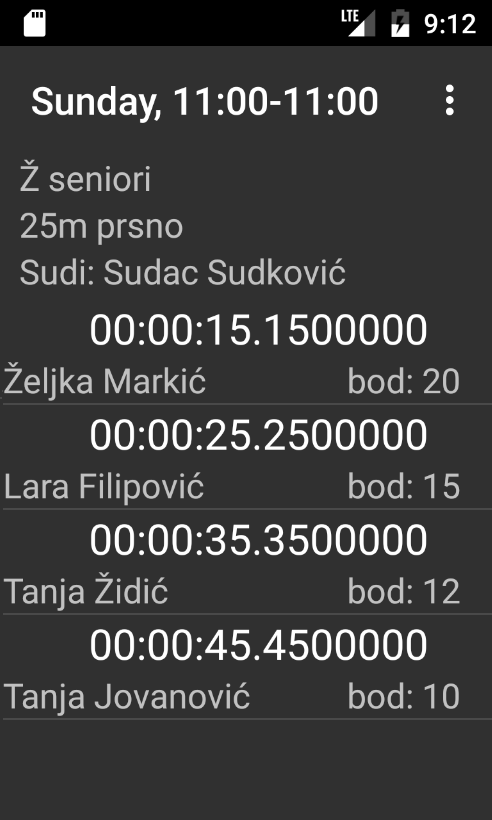 LTE 9:12
Sunday, 11:00-11:00
Ž seniori
25m prsno
Sudi: Sudac Sudković
00:00:15.1500000
Željka Markić bod: 20
00:00:25.2500000
Lara Filipović bod: 15
00:00:35.3500000
Tanja Židić bod: 12
00:00:45.4500000
Tanja Jovanović bod: 10